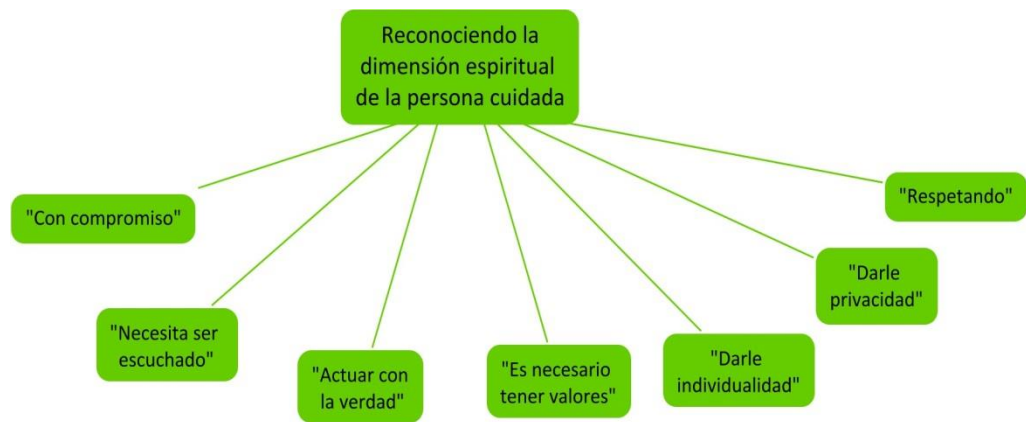 Reconociendo la
dimensión espiritual
de la persona cuidada
"Con compromiso"
"Necesita ser
escuchado"
"Actuar con
la verdad"
"Es necesario
tener valores"
"Darle
individualidad"
"Darle
privacidad"
"Respetando"